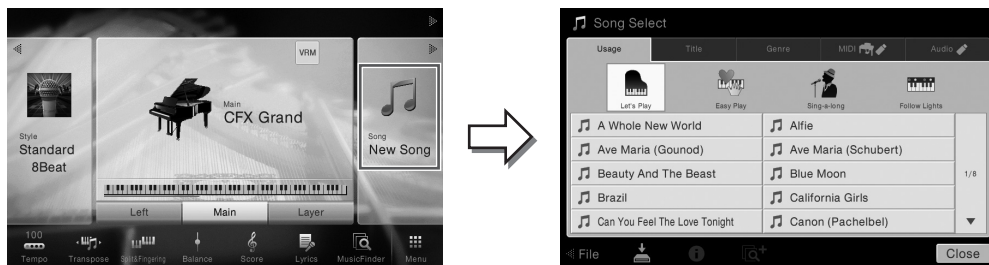 VRM
Main
CFX Grand
Style
Standard
8Beat
Song
New Song
Left
Main
Layer
100
Tempo
Transpose
Split&Fingering
Balance
Score
Lyrics
MusicFinder
Menu
Song Select
Usage
Title
Genre
MIDI
Audio
Let's Play
Easy Play
Sing-a-long
Follow Lights
A Whole New World
Alfie
Ave Maria (Gounod)
Ave Maria (Schubert)
Beauty And The Beast
Blue Moon
1/8
Brazil
California Girls
Can You Feel The Love Tonight
Canon (Pachelbel)
File
Close